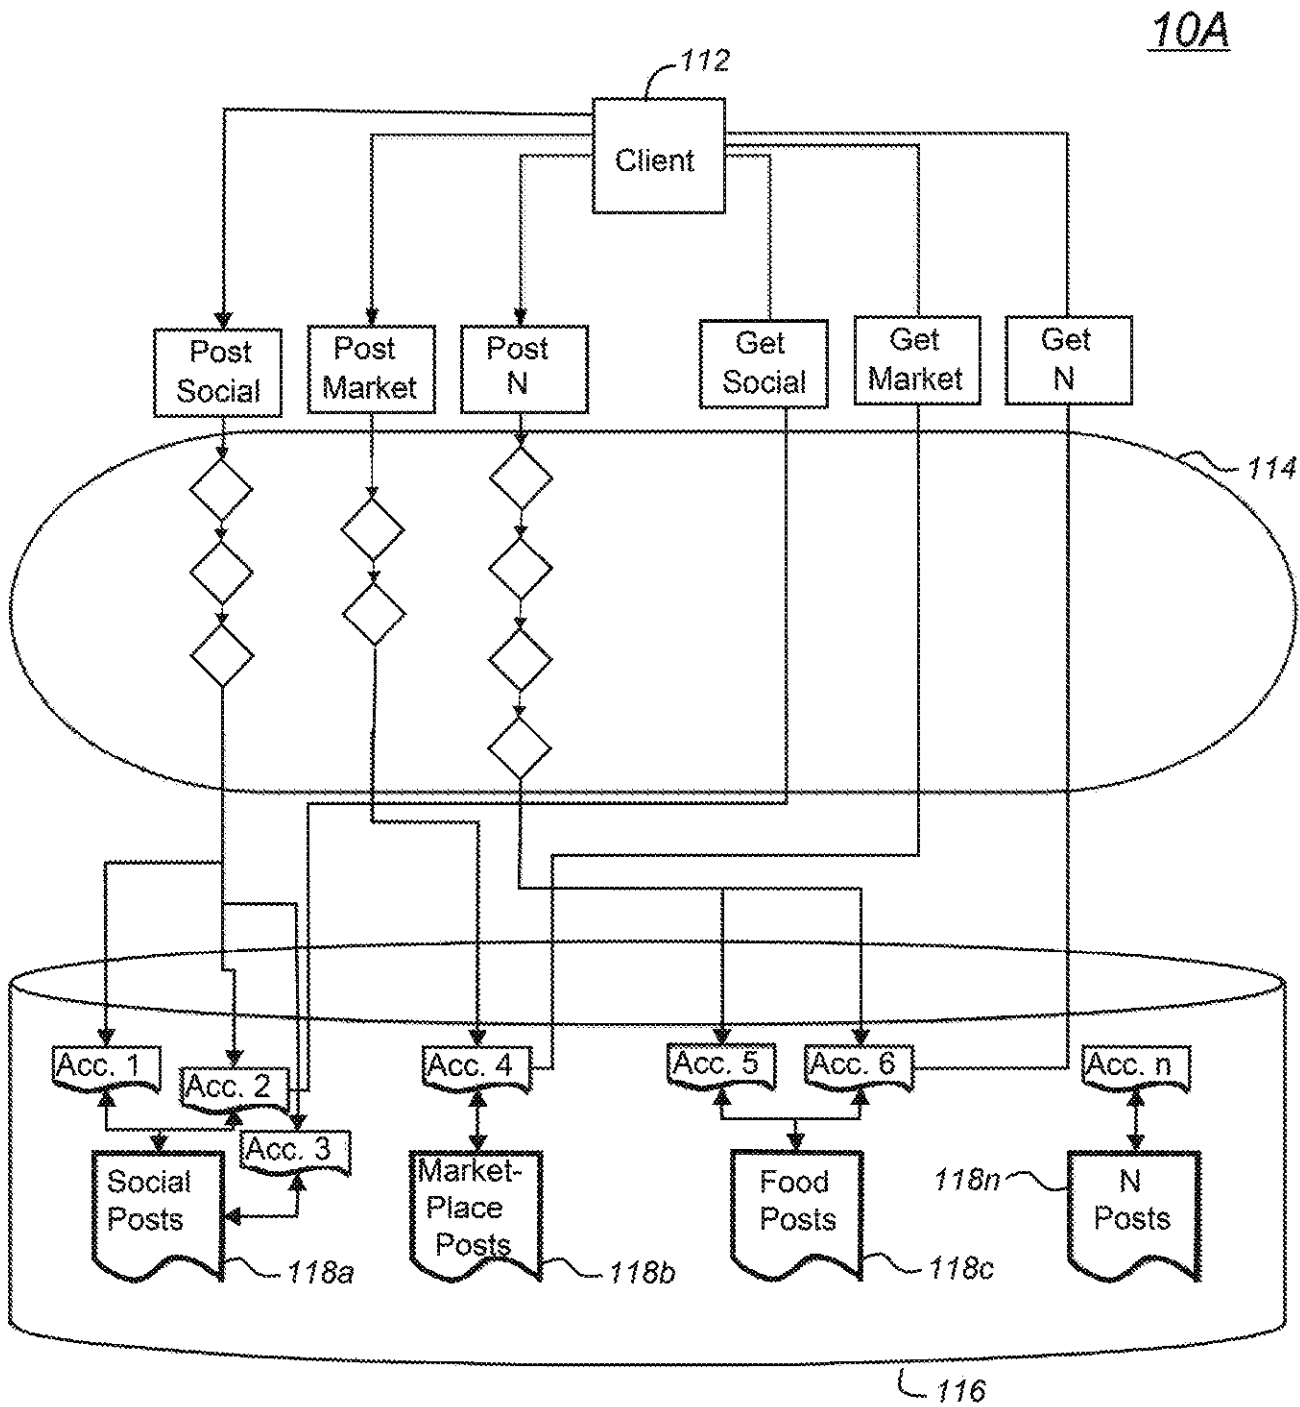 10A
112
Client
Post
Social
Post
Market
Post
N
Get
Social
Get
Market
Get
N
114
Acc. 1
Acc. 2
Acc. 3
Acc. 4
Acc. 5
Acc. 6
Acc. n
Social
Posts
118a
Market-
Place
Posts
118b
Food
Posts
118c
118n
N
Posts
116